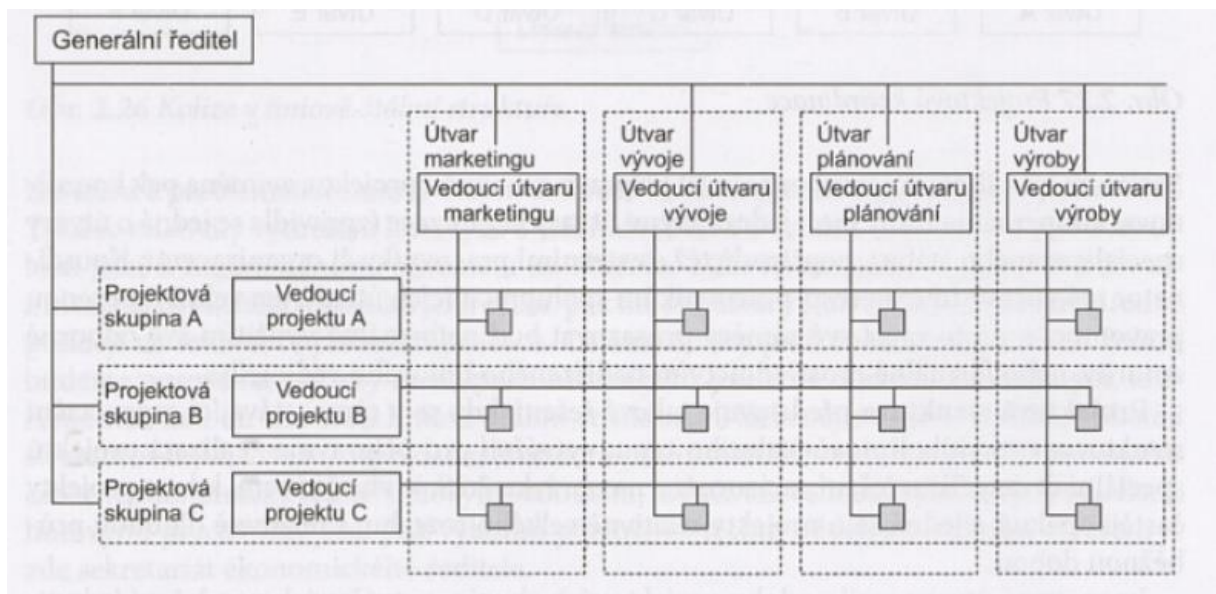 Generální ředitel
Útvar
marketingu
Vedoucí útvaru
marketingu
Útvar
vývoje
Vedoucí útvaru
vývoje
Útvar
plánování
Vedoucí útvaru
plánování
Útvar
výroby
Vedoucí útvaru
výroby
Projektová
skupina A
Vedoucí
projektu A
Projektová
skupina B
Vedoucí
projektu B
Projektová
skupina C
Vedoucí
projektu C